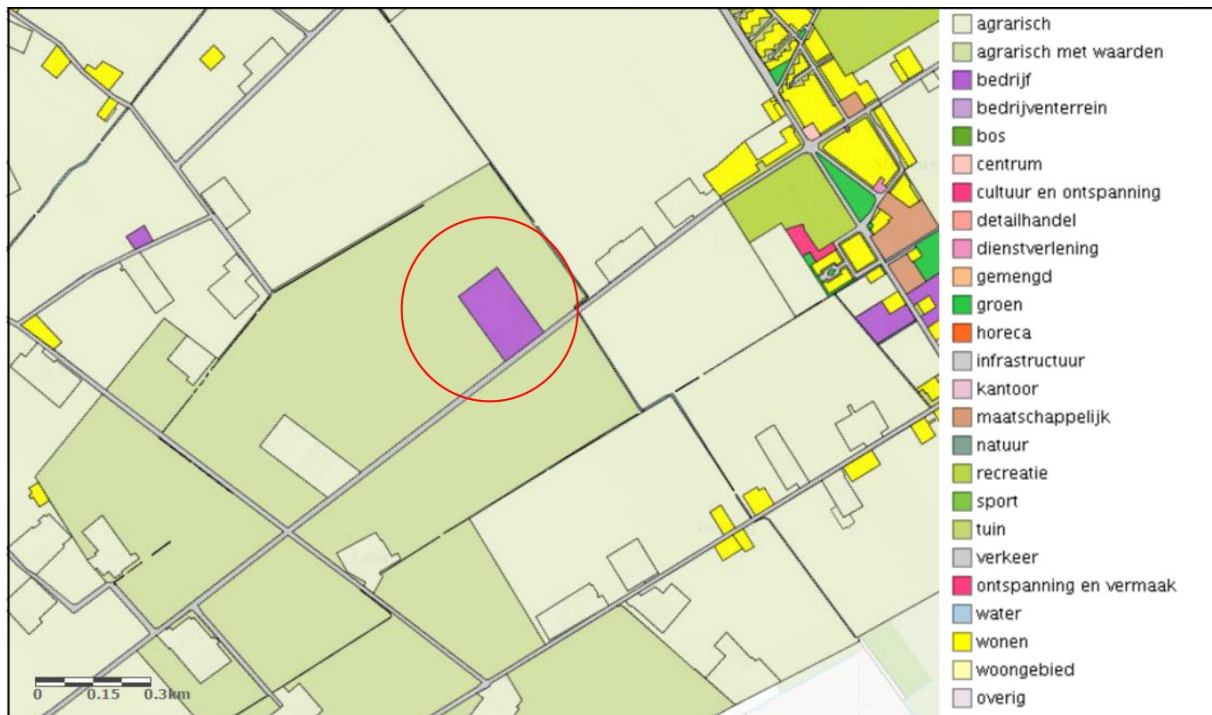 agrarisch
agrarisch met waarden
bedrijf
bedrijventerrein
bos
centrum
cultuur en ontspanning
detailhandel
dienstverlening
gemengd
groen
horeca
infrastructuur
kantoor
maatschappelijk
natuur
recreatie
sport
tuin
verkeer
ontspanning en vermaak
water
wonen
woongebied
overig
0 0.15 0.3km